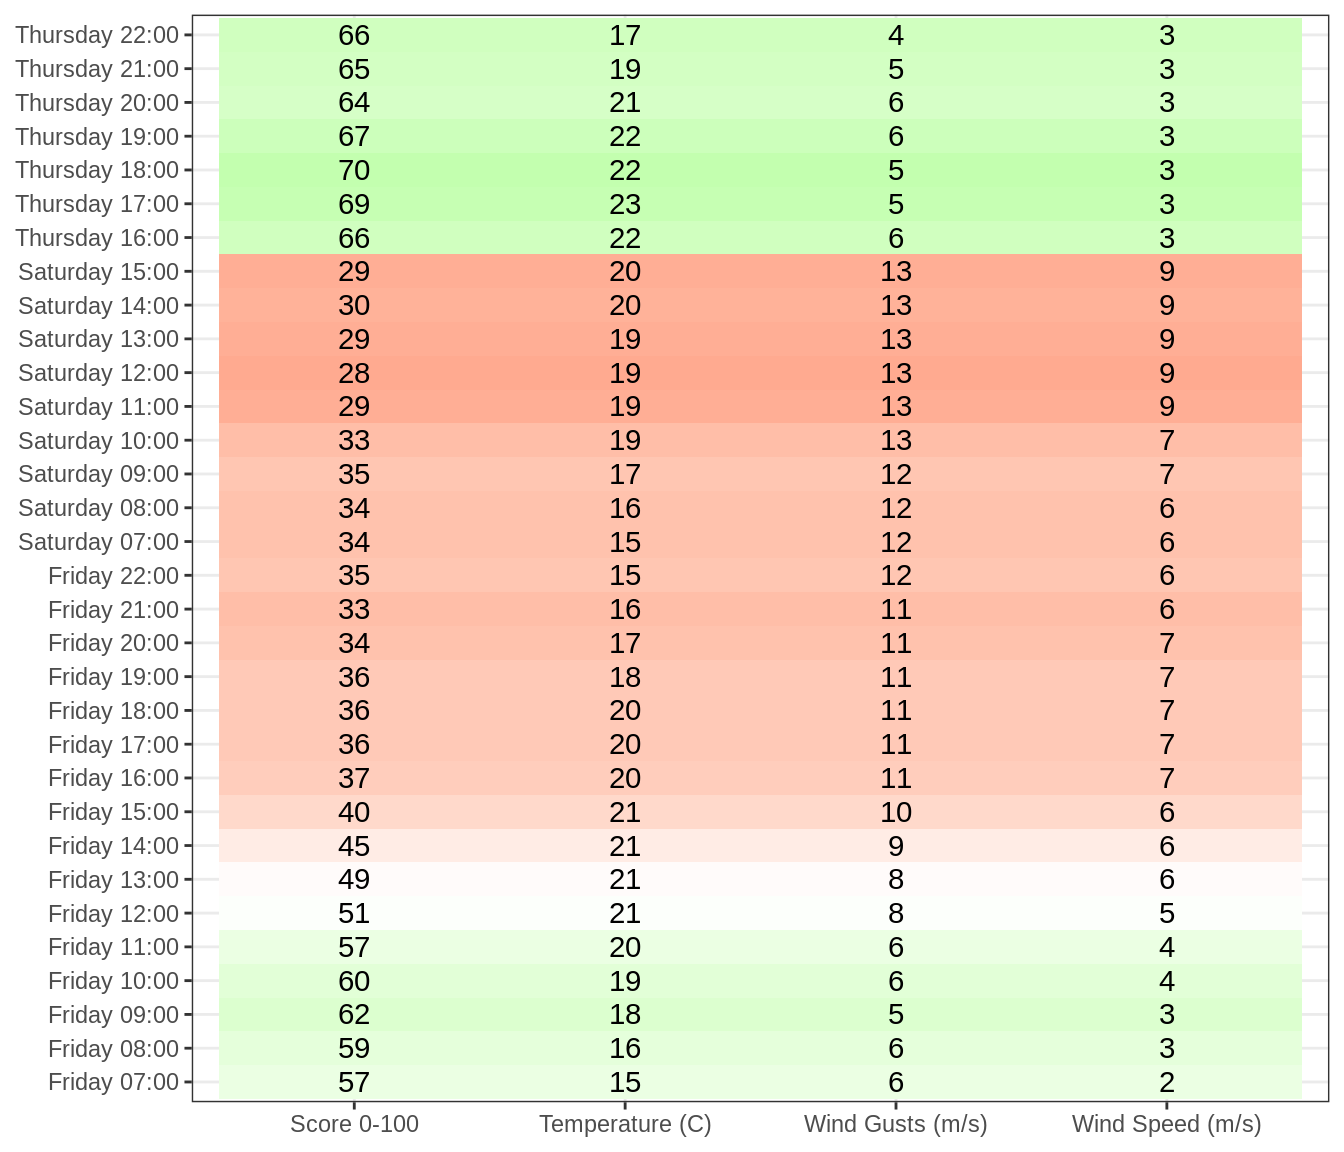 Thursday 22:00 66 17 4 3
Thursday 21:00 65 19 5 3
Thursday 20:00 64 21 6 3
Thursday 19:00 67 22 6 3
Thursday 18:00 70 22 5 3
Thursday 17:00 69 23 5 3
Thursday 16:00 66 22 6 3
Saturday 15:00 29 20 13 9
Saturday 14:00 30 20 13 9
Saturday 13:00 29 19 13 9
Saturday 12:00 28 19 13 9
Saturday 11:00 29 19 13 9
Saturday 10:00 33 19 13 7
Saturday 09:00 35 17 12 7
Saturday 08:00 34 16 12 6
Saturday 07:00 34 15 12 6
Friday 22:00 35 15 12 6
Friday 21:00 33 16 11 6
Friday 20:00 34 17 11 7
Friday 19:00 36 18 11 7
Friday 18:00 36 20 11 7
Friday 17:00 36 20 11 7
Friday 16:00 37 20 11 7
Friday 15:00 40 21 10 6
Friday 14:00 45 21 9 6
Friday 13:00 49 21 8 6
Friday 12:00 51 21 8 5
Friday 11:00 57 20 6 4
Friday 10:00 60 19 6 4
Friday 09:00 62 18 5 3
Friday 08:00 59 16 6 3
Friday 07:00 57 15 6 2
Score 0-100 Temperature (C) Wind Gusts (m/s) Wind Speed (m/s)